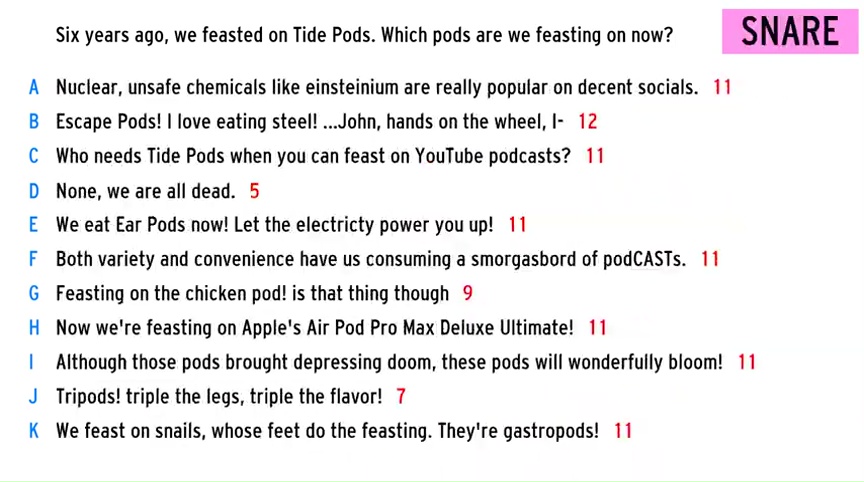 Six years ago, we feasted on Tide Pods. Which pods are we feasting on now?
SNARE
A Nuclear, unsafe chemicals like einsteinium are really popular on decent socials. 11
B Escape Pods! I love eating steel! ...John, hands on the wheel, I- 12
C Who needs Tide Pods when you can feast on YouTube podcasts? 11
D None, we are all dead. 5
E We eat Ear Pods now! Let the electricty power you up! 11
F Both variety and convenience have us consuming a smorgasbord of podCASTs. 11
G Feasting on the chicken pod! is that thing though 9
H Now we're feasting on Apple's Air Pod Pro Max Deluxe Ultimate! 11
I Although those pods brought depressing doom, these pods will wonderfully bloom! 11
J Tripods! triple the legs, triple the flavor! 7
K We feast on snails, whose feet do the feasting. They're gastropods! 11